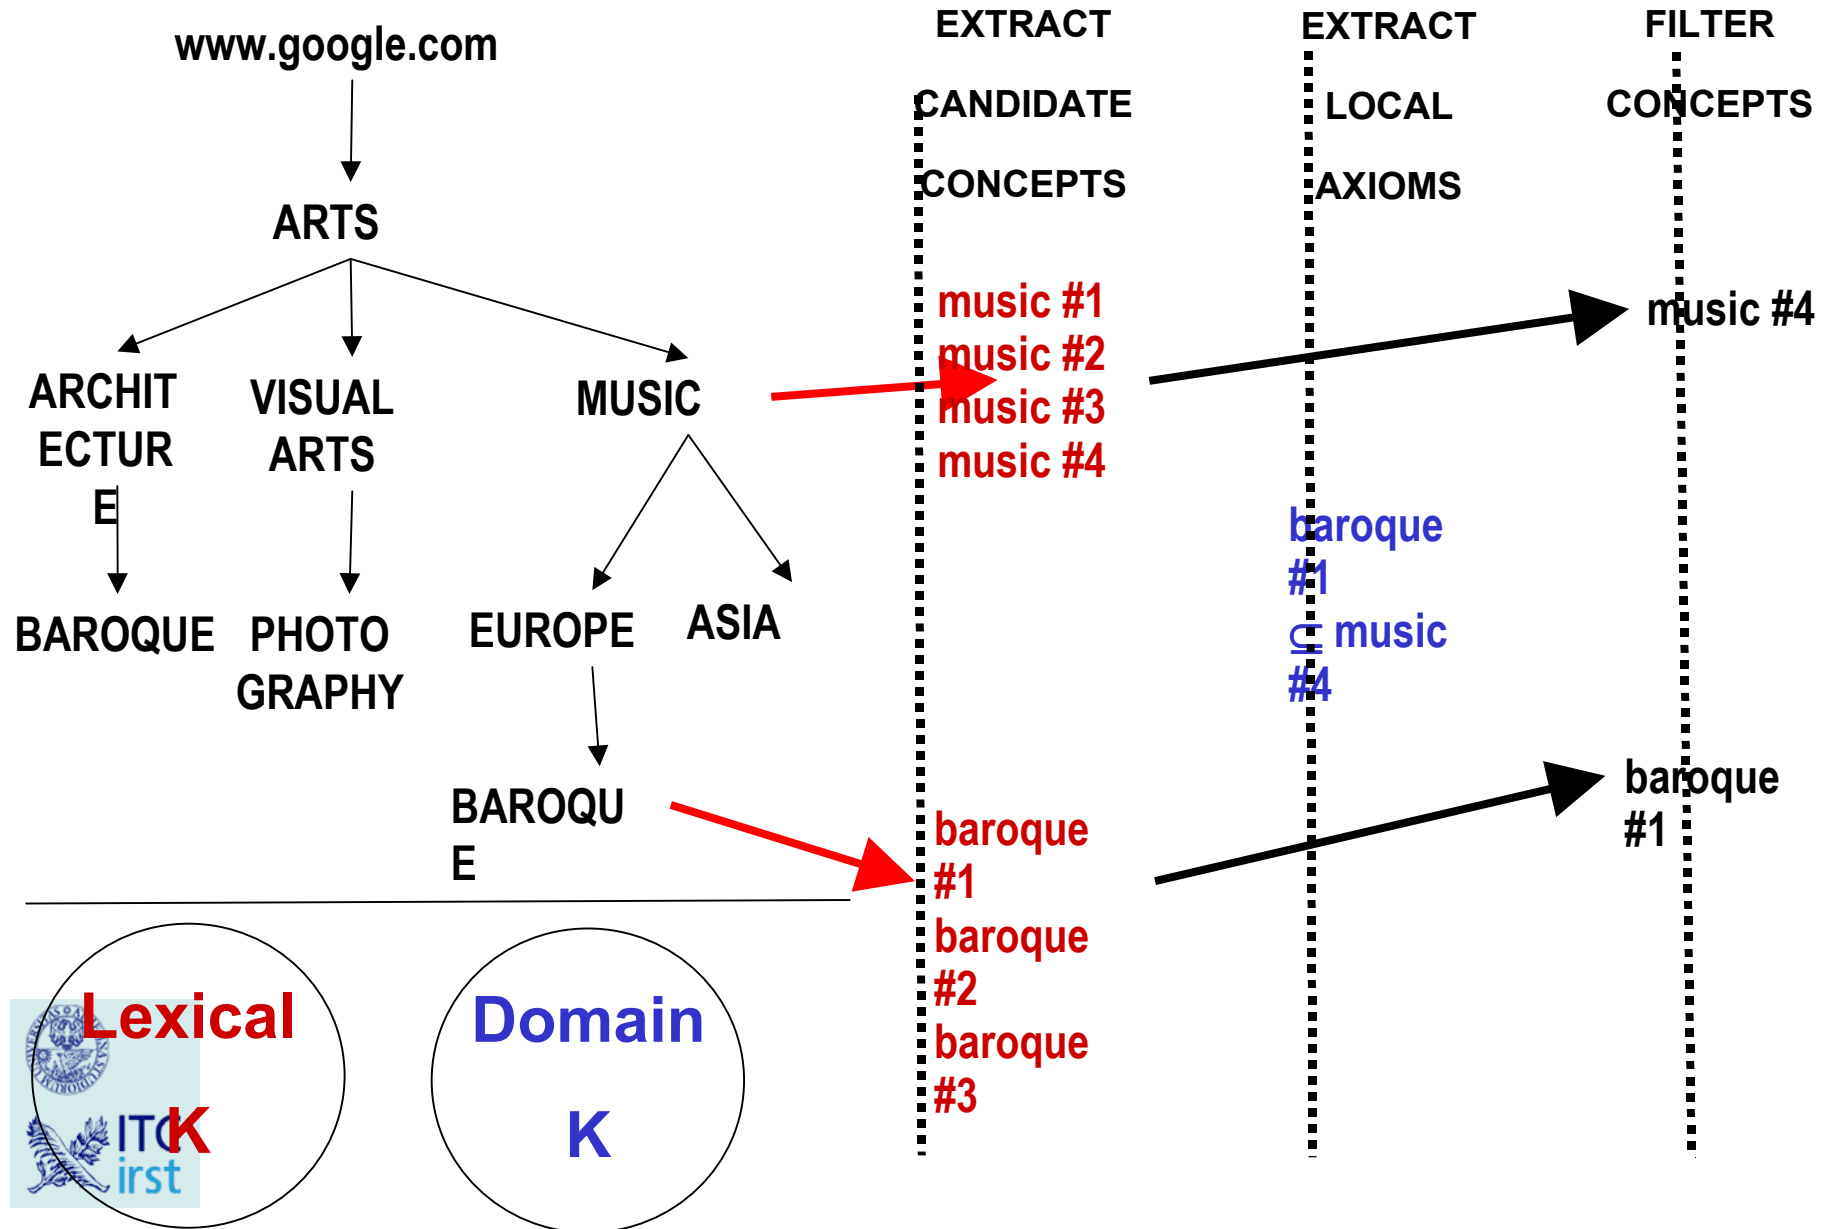 www.google.com
ARTS
ARCHIT
ECTUR
E
VISUAL
ARTS
MUSIC
BAROQUE
PHOTO
GRAPHY
EUROPE
ASIA
BAROQU
E
Lexical
K
Domain
K
ITC
irst
EXTRACT
CANDIDATE
CONCEPTS
music #1
music #2
music #3
music #4
baroque
#1
baroque
#2
baroque
#3
EXTRACT
LOCAL
AXIOMS
baroque
#1
⊆ music
#4
FILTER
CONCEPTS
music #4
baroque
#1